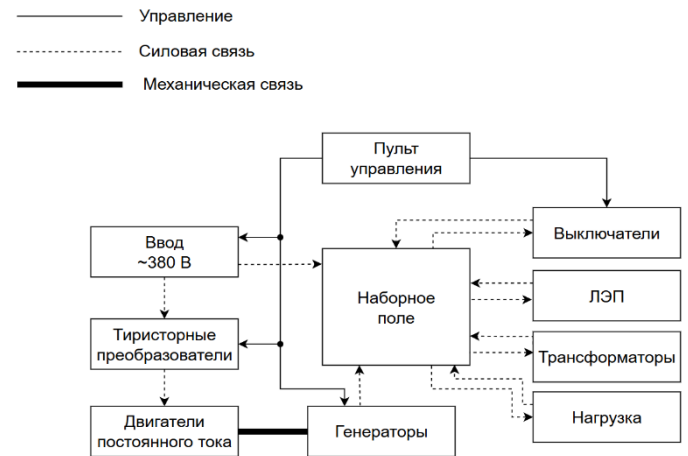 Управление
Силовая связь
Механическая связь
Пульт
управления
Ввод
~380 В
Наборное
поле
Выключатели
ЛЭП
Тиристорные
преобразователи
Трансформаторы
Двигатели
постоянного тока
Генераторы
Нагрузка